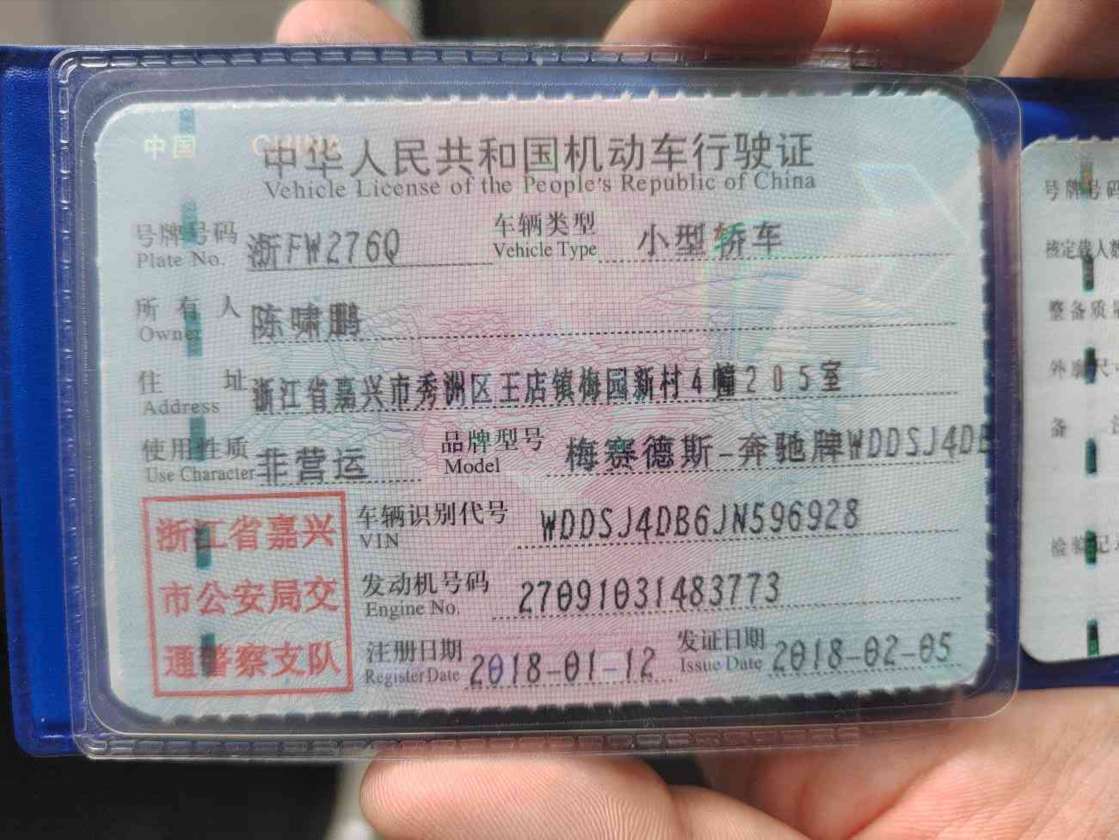 中国 CHINA
中华人民共和国机动车行驶证
Vehicle License of the People's Republic of China
号牌号码 浙FW276Q 车辆类型 小型轿车
Plate No. Vehicle Type
所有人 陈啸鹏
Owner
住址 浙江省嘉兴市秀洲区王店镇梅园新村4幢205室
Address
使用性质 非营运 品牌型号 梅赛德斯-奔驰牌WDDSJ4D
Use Character Model
浙江省嘉兴
市公安局交
通警察支队
车辆识别代号 WDDSJ4DB6JN596928
VIN
发动机号码 27091031483773
Engine No.
注册日期 2018-01-12 发证日期 2018-02-05
Register Date Issue Date
号牌号码
核定载人
整备质
外廓尺
备
检验记